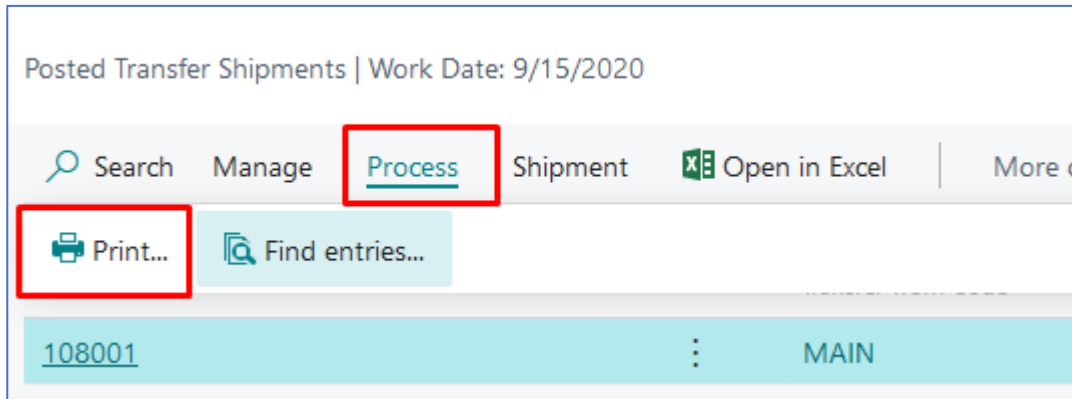 Posted Transfer Shipments | Work Date: 9/15/2020
Search Manage Process Shipment Open in Excel More
Print... Find entries...
108001 MAIN